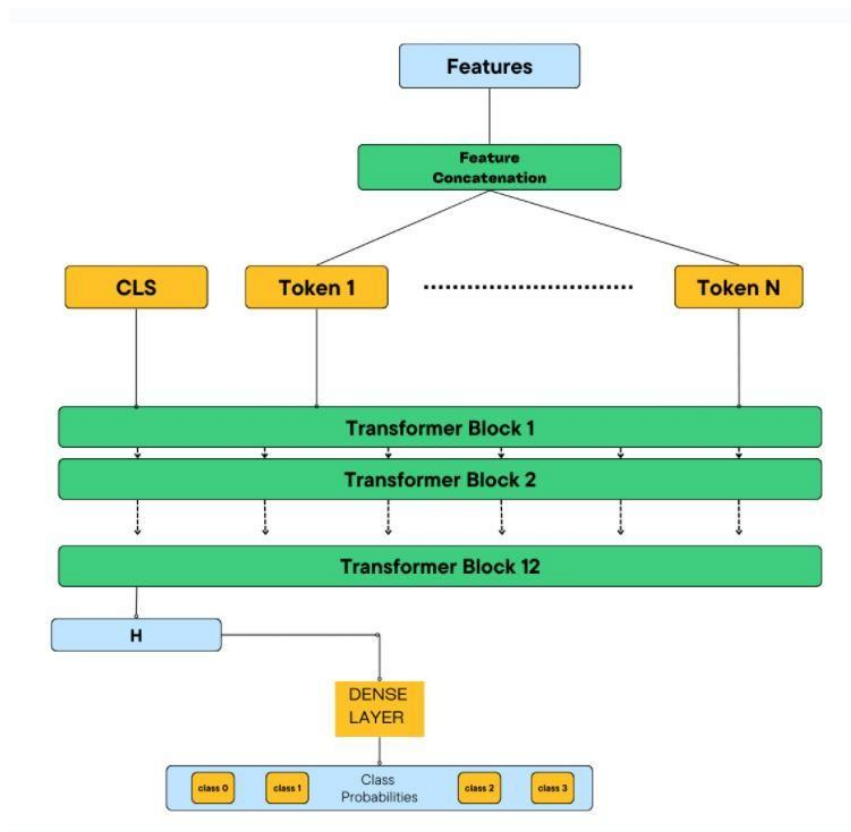 Features
Feature
Concatenation
CLS
Token 1
Token N
Transformer Block 1
Transformer Block 2
Transformer Block 12
H
DENSE
LAYER
class 0
class 1
Class
Probabilities
class 2
class 3